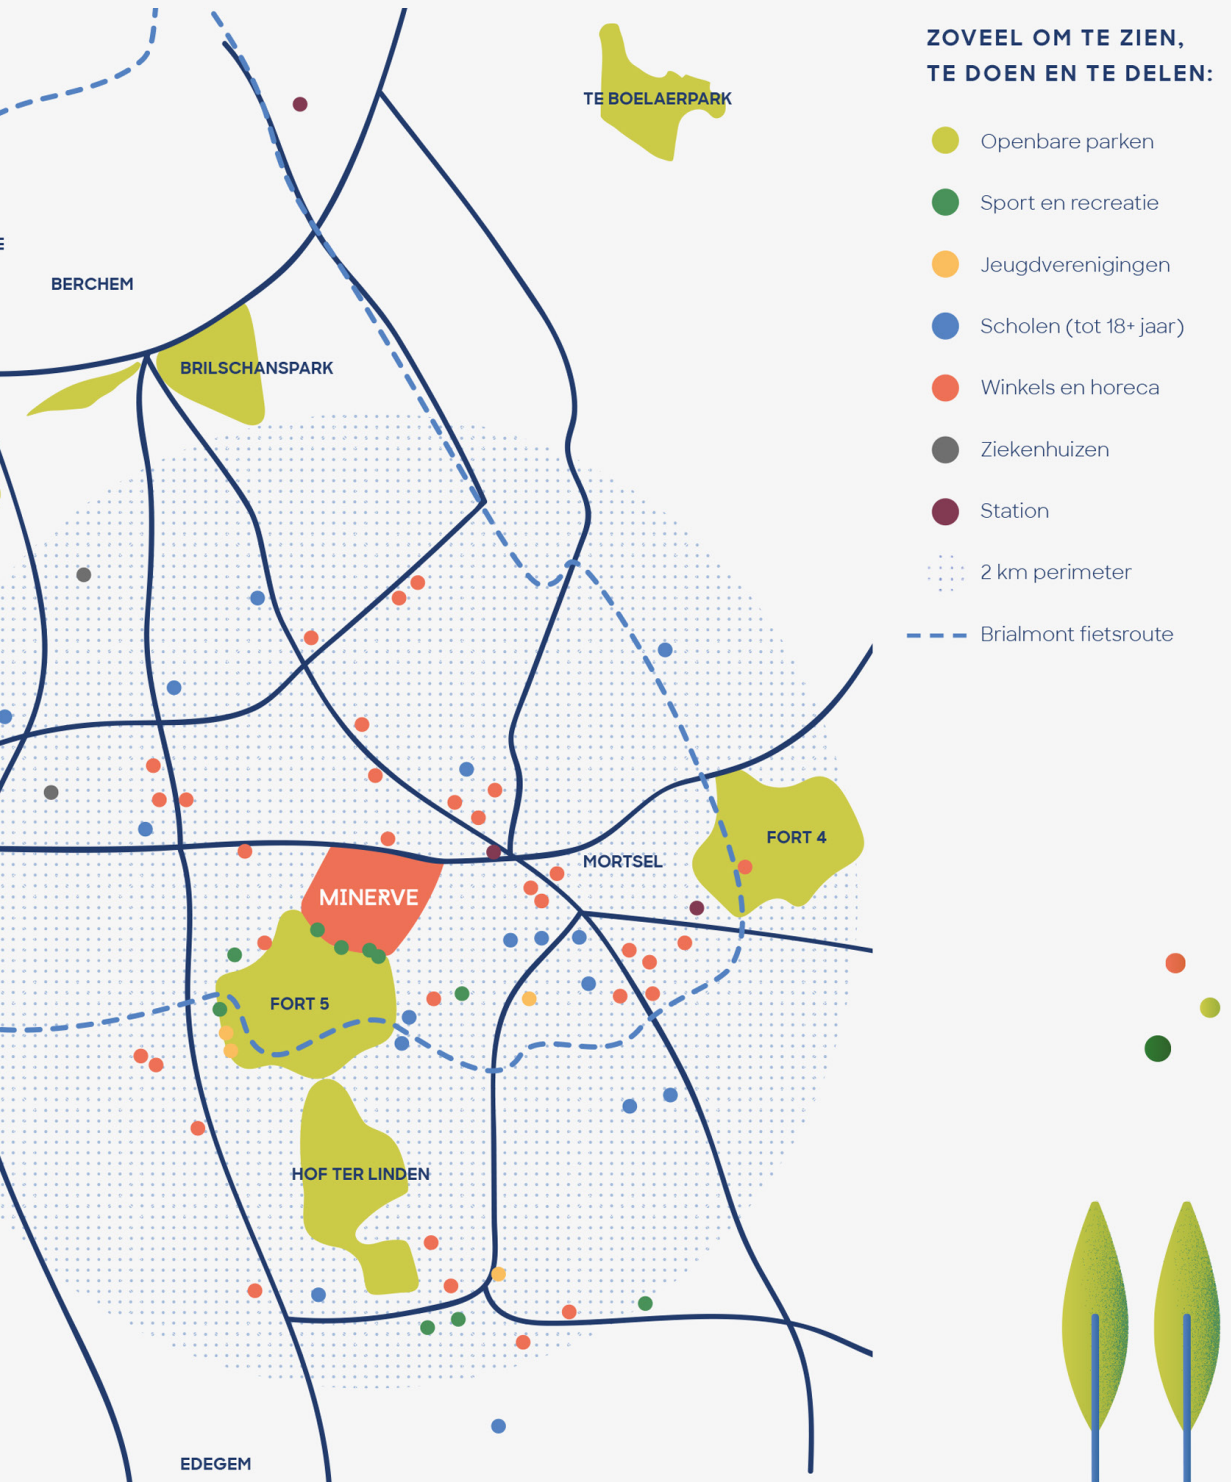 ZOVEEL OM TE ZIEN,
TE DOEN EN TE DELEN:
Openbare parken
Sport en recreatie
Jeugdverenigingen
Scholen (tot 18+ jaar)
Winkels en horeca
Ziekenhuizen
Station
2 km perimeter
Brialmont fietsroute
TE BOELAERPARK
E
BERCHEM
BRILSCHANSPARK
FORT 4
MORTSEL
MINERVE
FORT 5
HOF TER LINDEN
EDEGEM